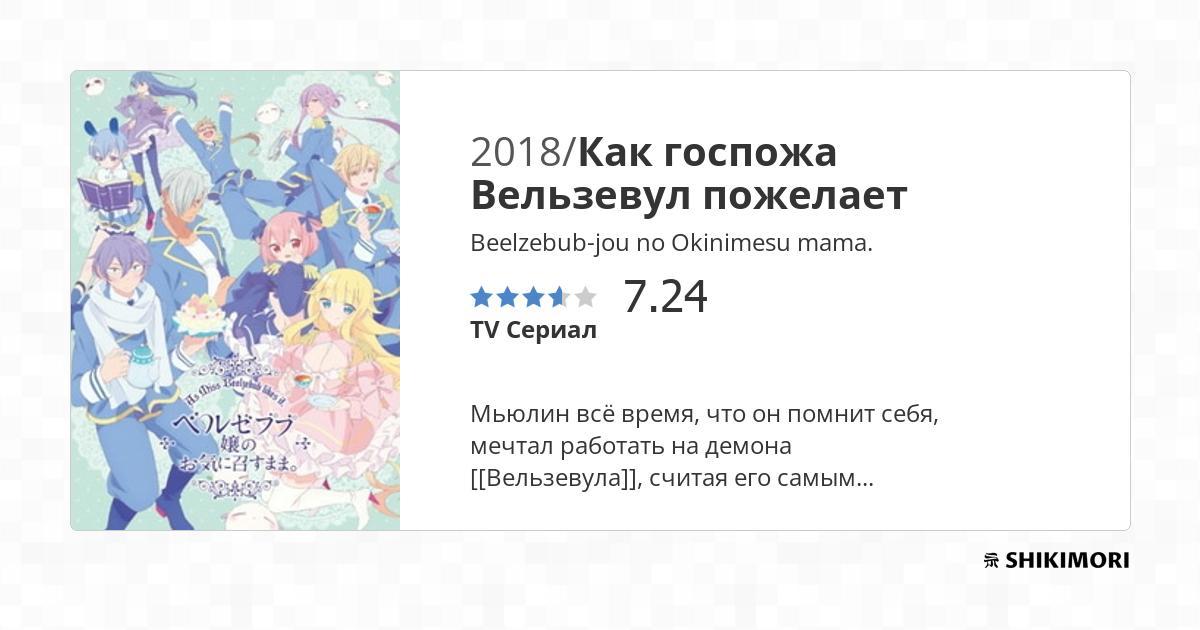 As Miss Beelzebub likes it.
ベルゼブブ
嬢の
お気に召すまま。
2018/Как госпожа
Вельзевул пожелает
Beelzebub-jou no Okinimesu mama.
7.24
TV Сериал
Мьюлин всё время, что он помнит себя,
мечтал работать на демона
[[Вельзевула]], считая его самым...
SHIKIMORI